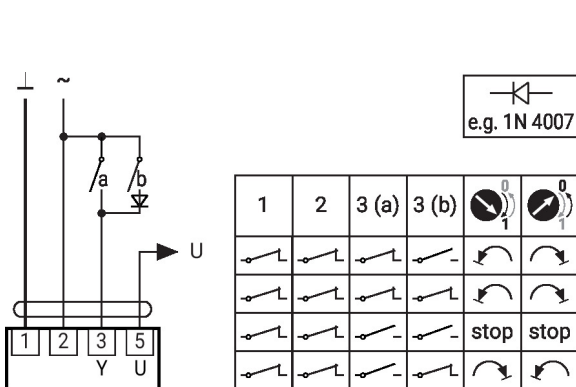 ⊥ ~
e.g. 1N 4007
a b
1 2 3 (a) 3 (b) 0 1 0 1
U
stop stop
1 2 3 5
Y U